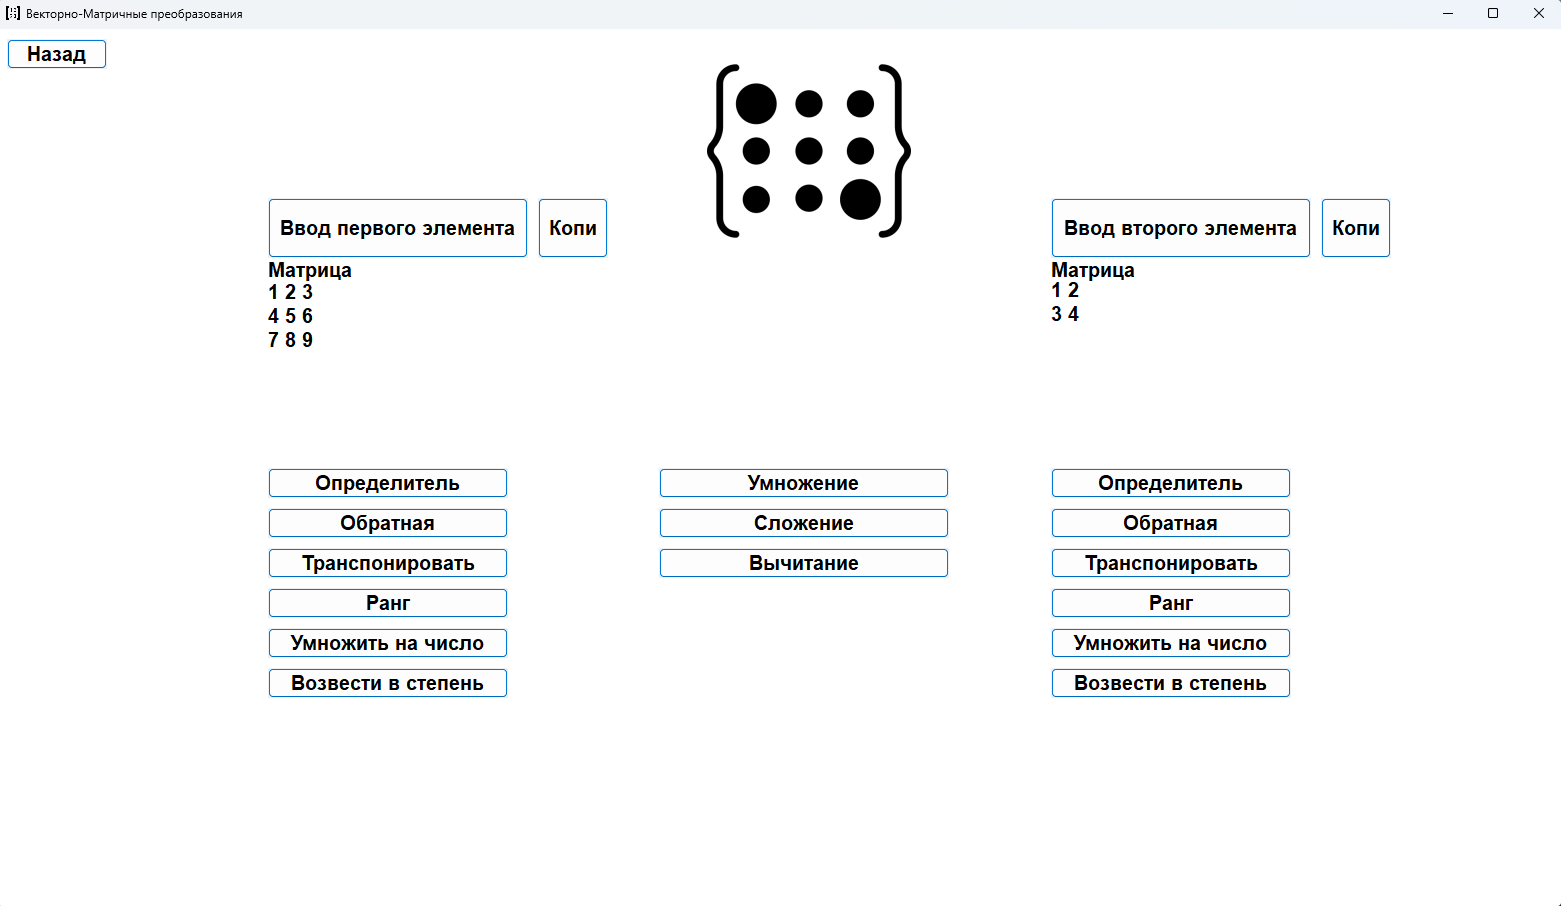 Векторно-Матричные преобразования
Назад
Ввод первого элемента
Копи
Матрица
1 2 3
4 5 6
7 8 9
Ввод второго элемента
Копи
Матрица
1 2
3 4
Определитель
Обратная
Транспонировать
Ранг
Умножить на число
Возвести в степень
Умножение
Сложение
Вычитание
Определитель
Обратная
Транспонировать
Ранг
Умножить на число
Возвести в степень